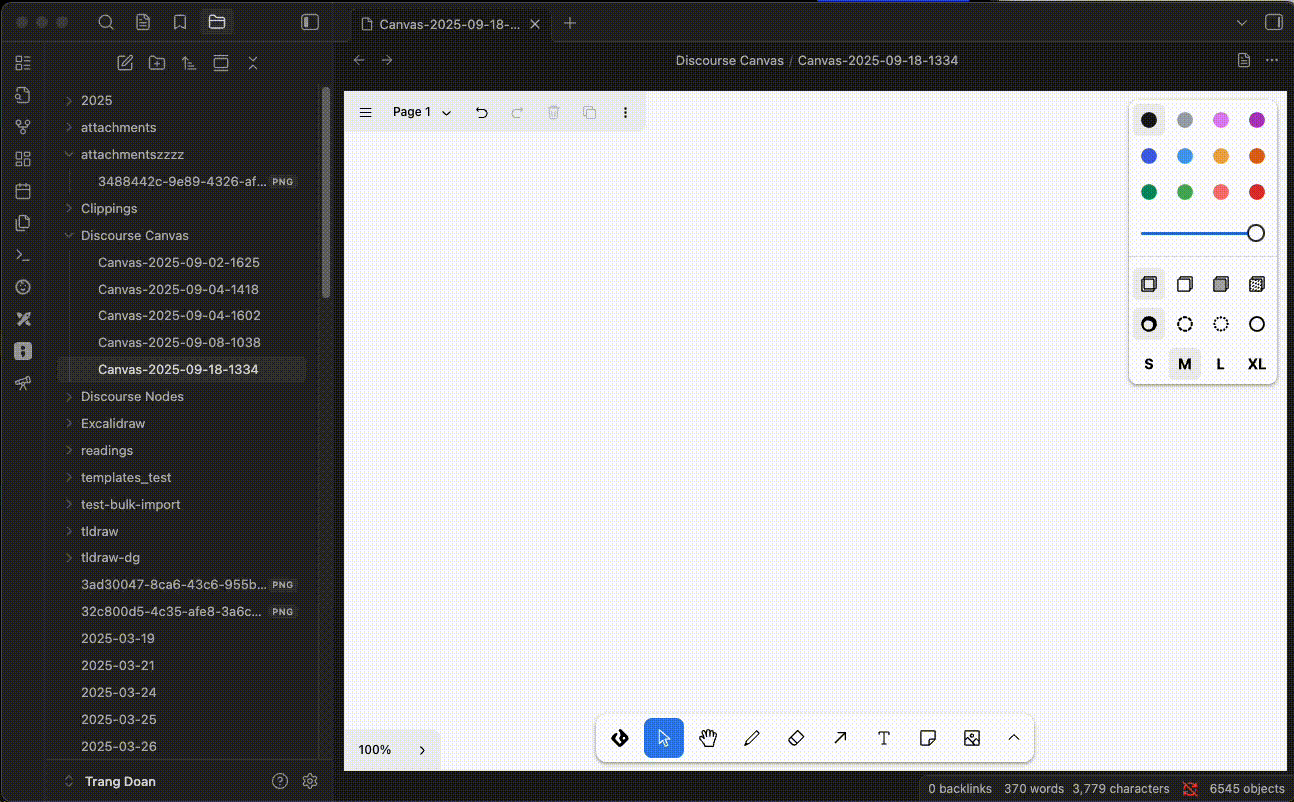 Canvas-2025-09-18-...
Discourse Canvas / Canvas-2025-09-18-1334
2025
attachments
attachmentszzzz
3488442c-9e89-4326-af... PNG
Clippings
Discourse Canvas
Canvas-2025-09-02-1625
Canvas-2025-09-04-1418
Canvas-2025-09-04-1602
Canvas-2025-09-08-1038
Canvas-2025-09-18-1334
Discourse Nodes
Excalidraw
readings
templates_test
test-bulk-import
tldraw
tldraw-dg
3ad30047-8ca6-43c6-955b... PNG
32c800d5-4c35-afe8-3a6c... PNG
2025-03-19
2025-03-21
2025-03-24
2025-03-25
2025-03-26
Trang Doan
Page 1
S M L XL
100%
T
0 backlinks 370 words 3,779 characters 6545 objects